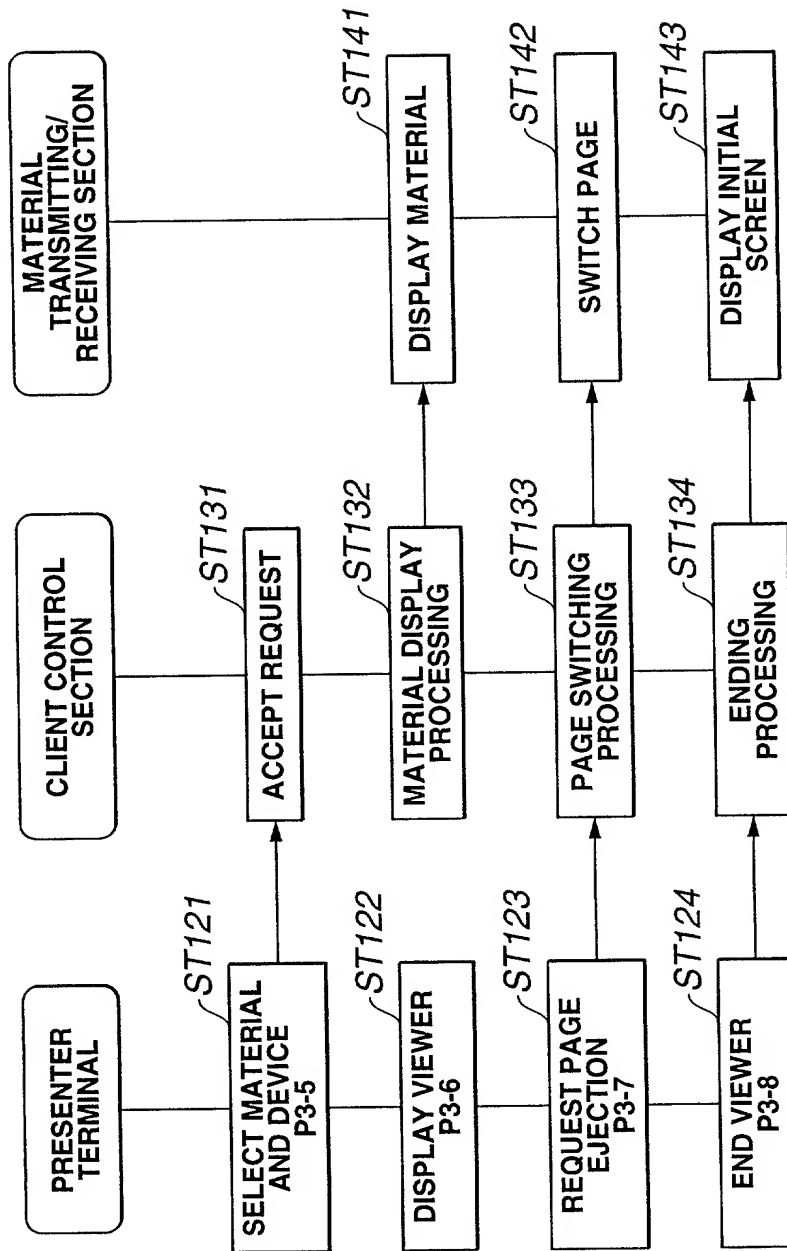 PRESENTER
TERMINAL
CLIENT CONTROL
SECTION
MATERIAL
TRANSMITTING/
RECEIVING SECTION
ST121
SELECT MATERIAL
AND DEVICE
P3-5
ST131
ACCEPT REQUEST
ST122
DISPLAY VIEWER
P3-6
ST132
MATERIAL DISPLAY
PROCESSING
ST141
DISPLAY MATERIAL
ST123
REQUEST PAGE
EJECTION
P3-7
ST133
PAGE SWITCHING
PROCESSING
ST142
SWITCH PAGE
ST124
END VIEWER
P3-8
ST134
ENDING
PROCESSING
ST143
DISPLAY INITIAL
SCREEN